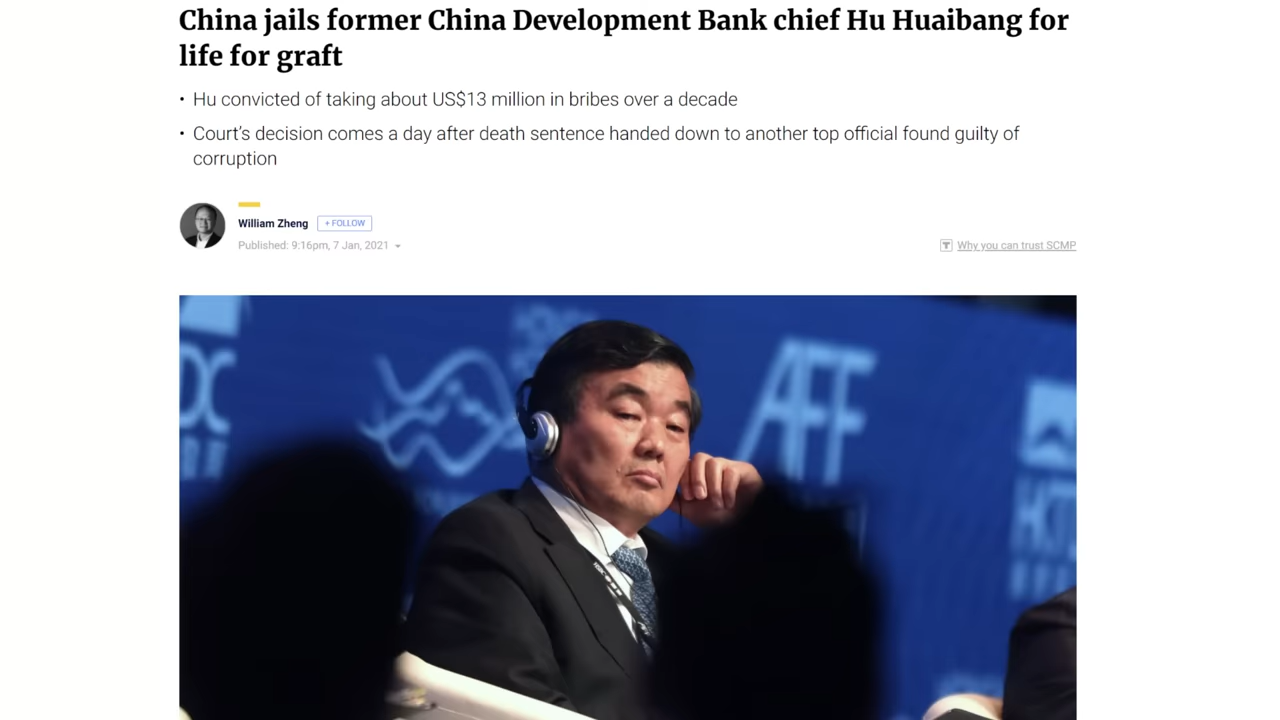 China jails former China Development Bank chief Hu Huaibang for
life for graft
• Hu convicted of taking about US$13 million in bribes over a decade
• Court’s decision comes a day after death sentence handed down to another top official found guilty of
corruption
William Zheng
+ FOLLOW
Published: 9:16pm, 7 Jan, 2021
Why you can trust SCMP
AFF